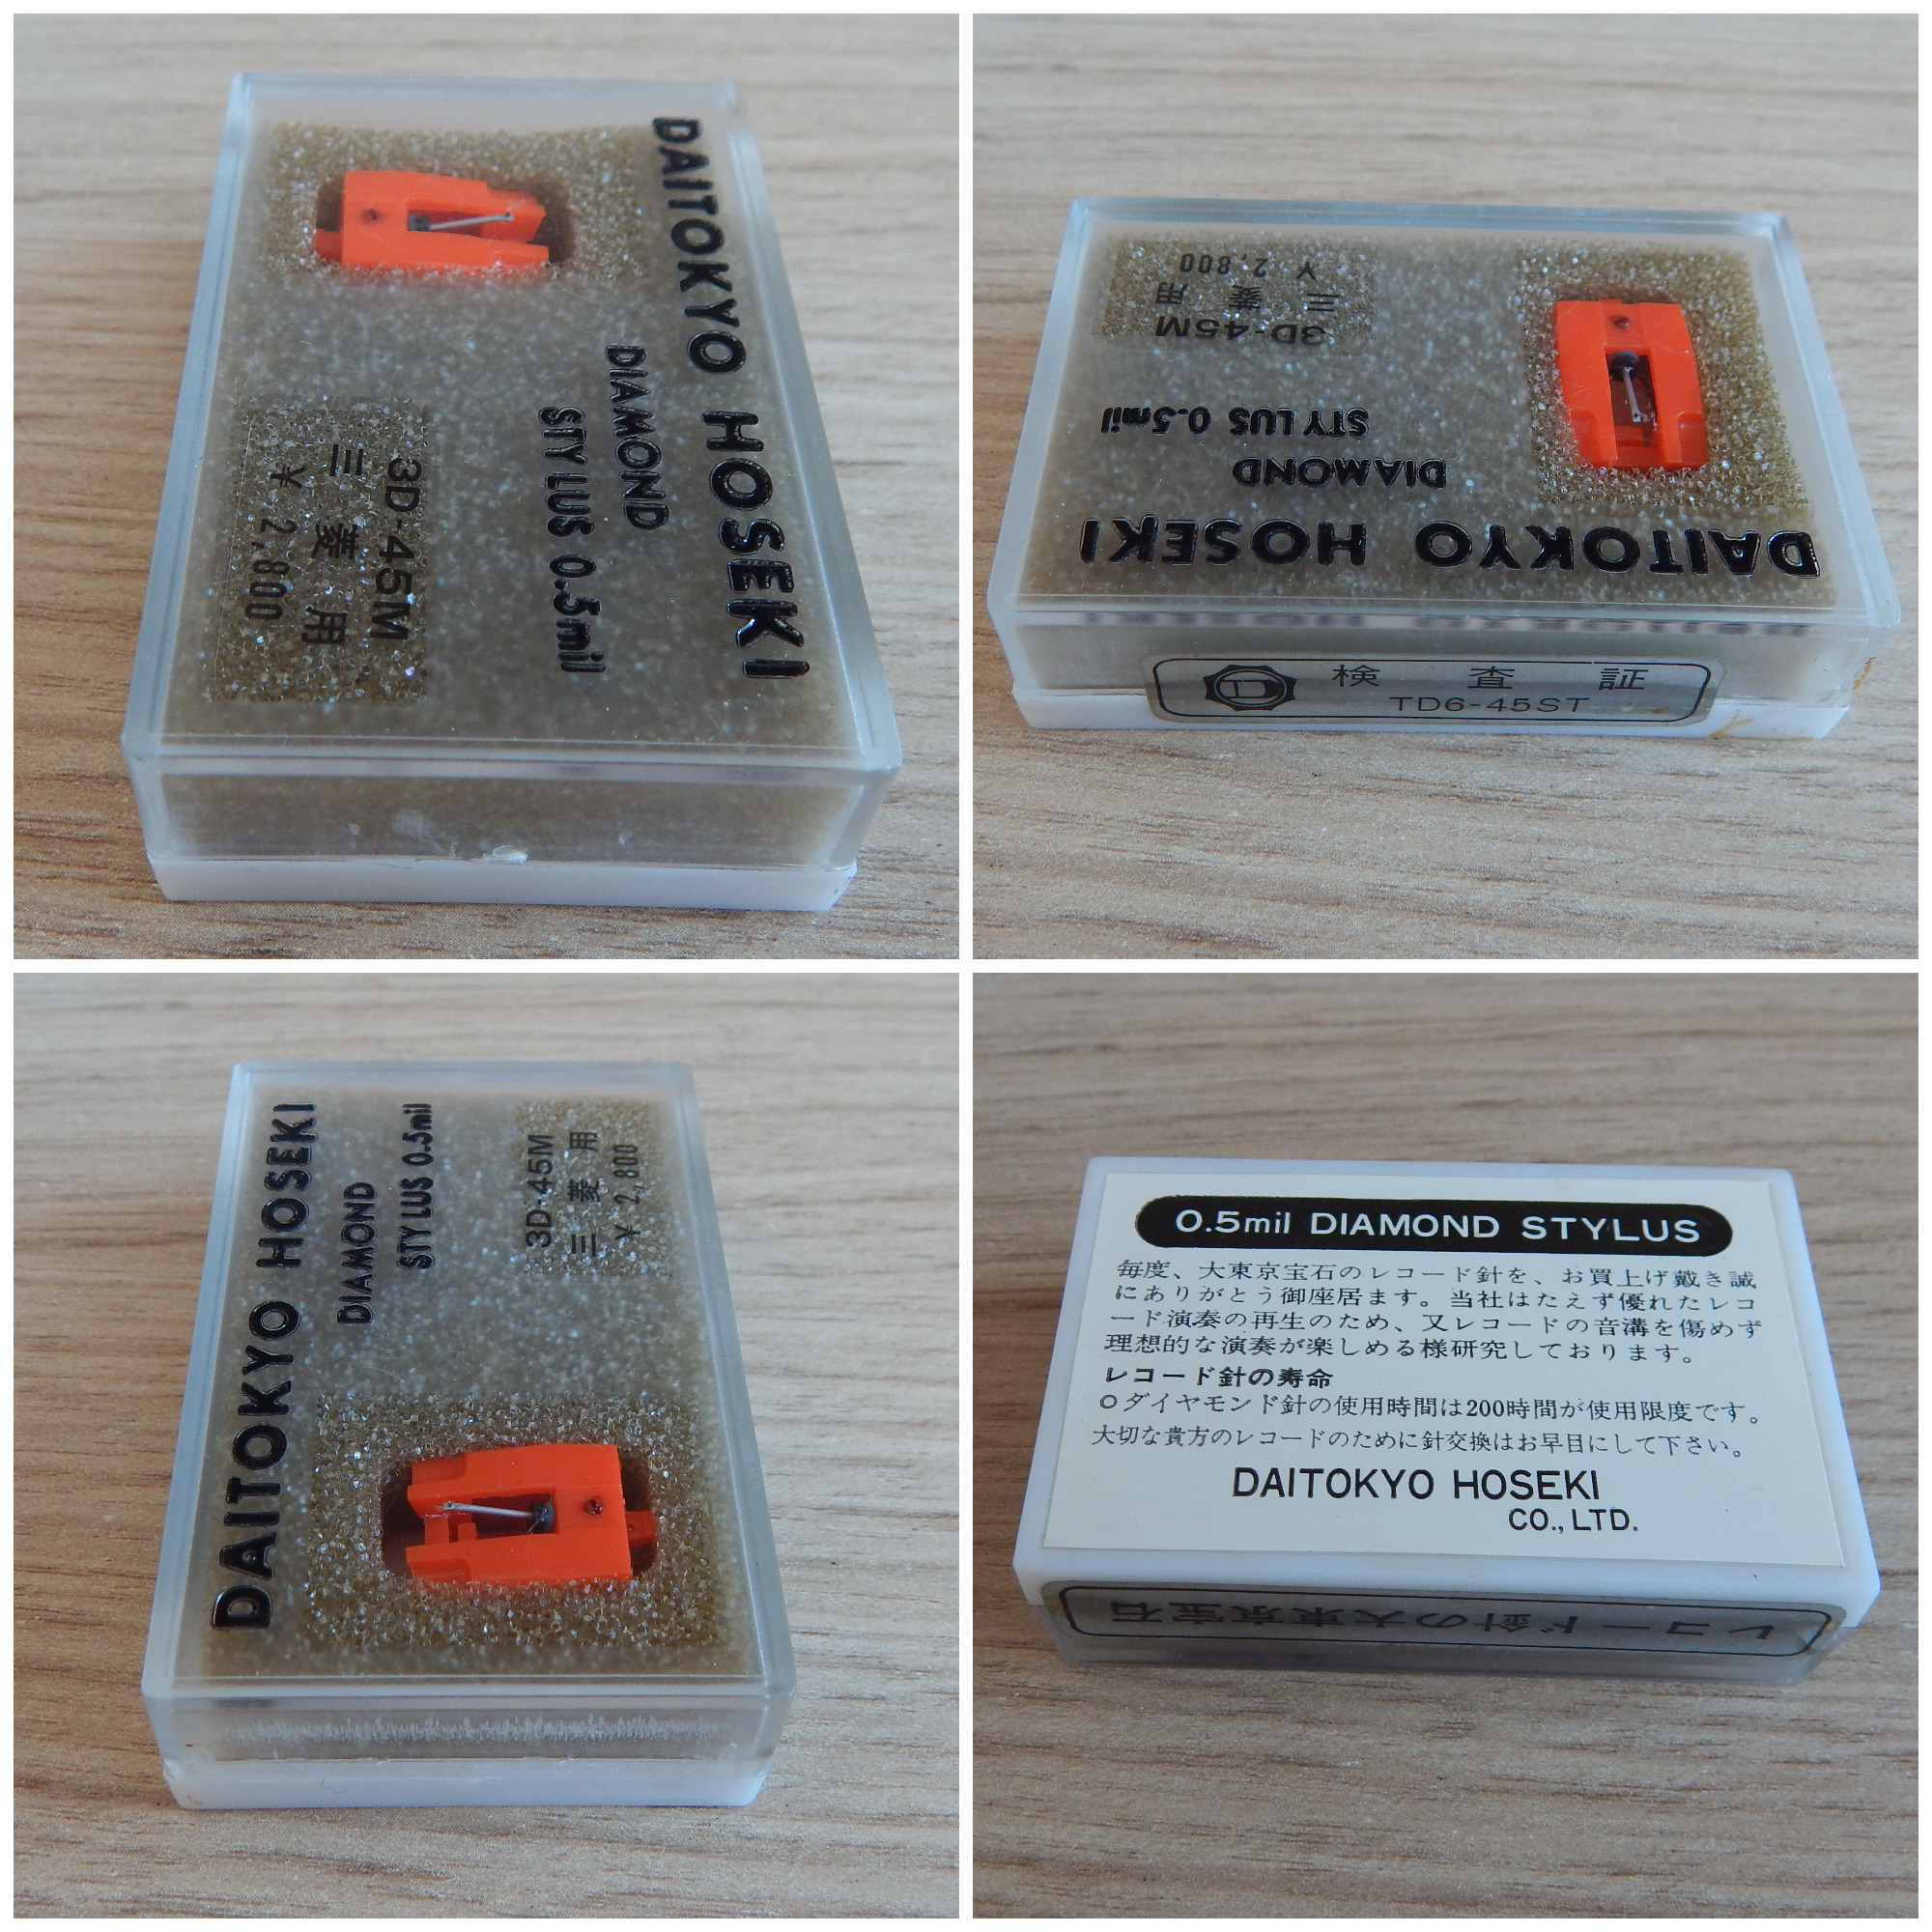 DAITOKYO HOSEKI
DIAMOND
STYLUS 0.5mil
3D-45M
三菱用
¥ 2,800
DAITOKYO HOSEKI
DIAMOND
STYLUS 0.5mil
3D-45M
三菱用
¥ 2,800
検査証
TD6-45ST
DAITOKYO HOSEKI
DIAMOND
STYLUS 0.5mil
3D-45M
三菱用
¥ 2,800
0.5mil DIAMOND STYLUS
毎度、大東京宝石のレコード針を、お買上げ戴き誠
にありがとう御座居ます。当社はたえず優れたレコ
ード演奏の再生のため、又レコードの音溝を傷めず
理想的な演奏が楽しめる様研究しております。
レコード針の寿命
○ダイヤモンド針の使用時間は200時間が使用限度です。
大切な貴方のレコードのために針交換はお早目にして下さい。
DAITOKYO HOSEKI
CO., LTD.
レコード針の大東京宝石